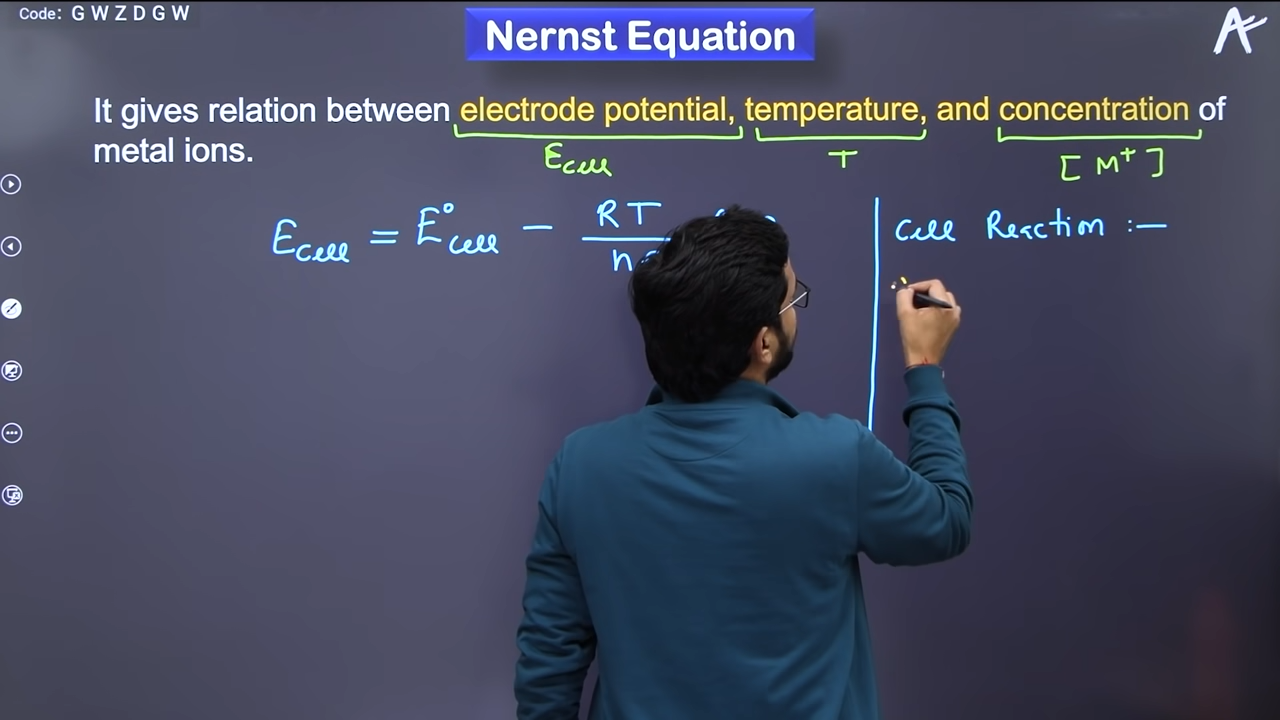 Code: G W Z D G W
Nernst Equation
It gives relation between electrode potential, temperature, and concentration of
metal ions.
Ecell
T
[ M⁺ ]
Ecell = E°cell – RT
n
Cell Reaction :–